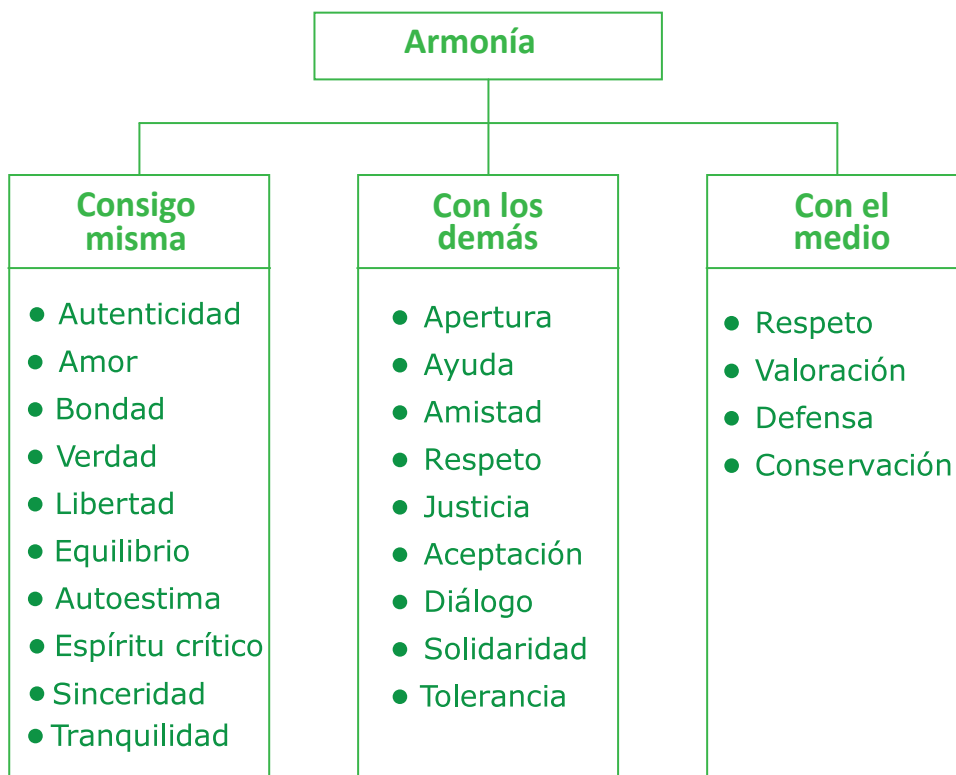 Armonía
Consigo
misma
● Autenticidad
● Amor
● Bondad
● Verdad
● Libertad
● Equilibrio
● Autoestima
● Espíritu crítico
● Sinceridad
● Tranquilidad
Con los
demás
● Apertura
● Ayuda
● Amistad
● Respeto
● Justicia
● Aceptación
● Diálogo
● Solidaridad
● Tolerancia
Con el
medio
● Respeto
● Valoración
● Defensa
● Conservación